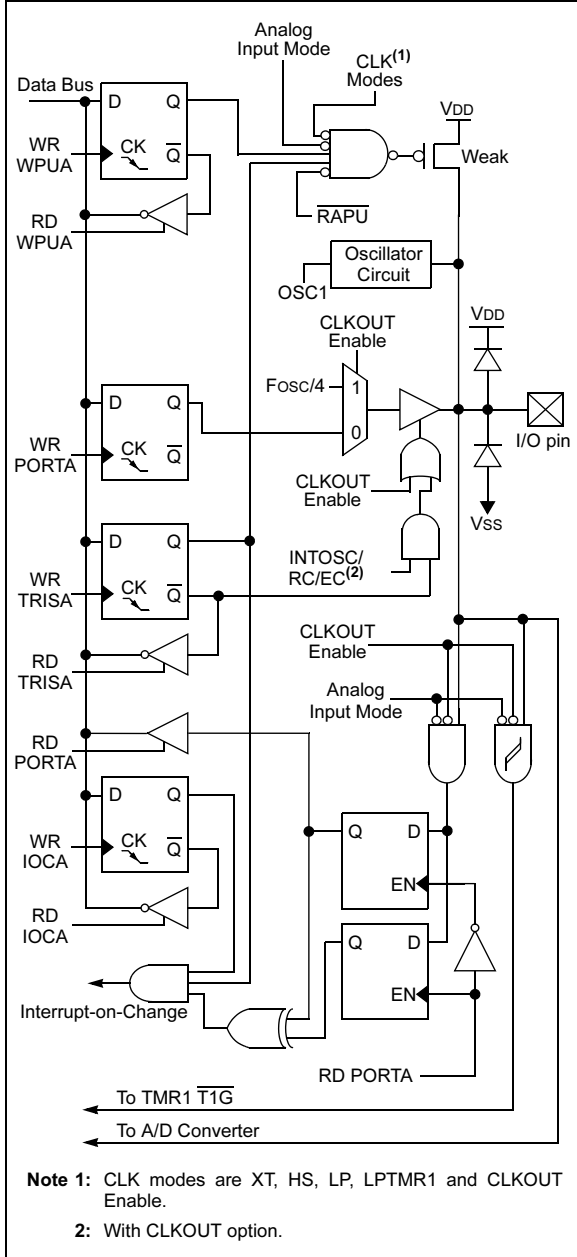 Analog
Input Mode
CLK(1)
Modes
Data Bus
D Q
VDD
WR
WPUA
CK Q̅
Weak
RD
WPUA
R̅A̅P̅U̅
Oscillator
Circuit
OSC1
CLKOUT
Enable
VDD
FOSC/4
1
D Q
0
I/O pin
WR
PORTA
CK Q̅
CLKOUT
Enable
VSS
D Q
INTOSC/
RC/EC(2)
WR
TRISA
CK Q̅
CLKOUT
Enable
RD
TRISA
Analog
Input Mode
RD
PORTA
D Q
Q D
WR
IOCA
CK Q̅
EN
RD
IOCA
Q D
EN
Interrupt-on-Change
RD PORTA
To TMR1 T̅1̅G̅
To A/D Converter
Note 1: CLK modes are XT, HS, LP, LPTMR1 and CLKOUT
Enable.
2: With CLKOUT option.